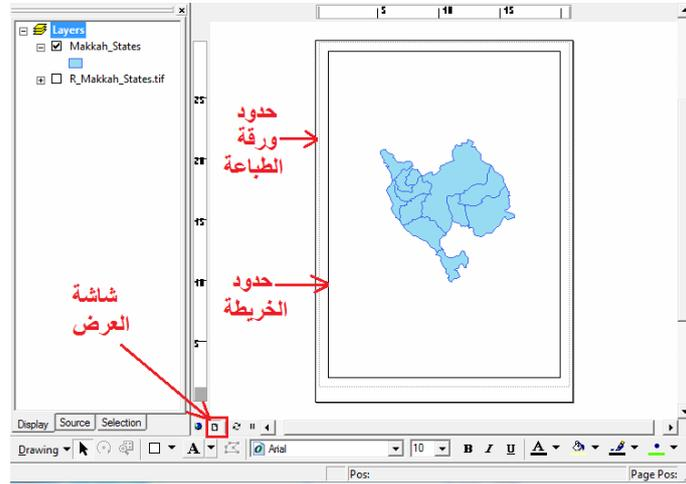 5
10
15
Layers
Makkah_States
R_Makkah_States.tif
25
20
15
10
5
حدود
ورقة
الطباعة
حدود
الخريطة
شاشة
العرض
Display Source Selection
Drawing A Arial 10 B I U A
Pos: Page Pos: